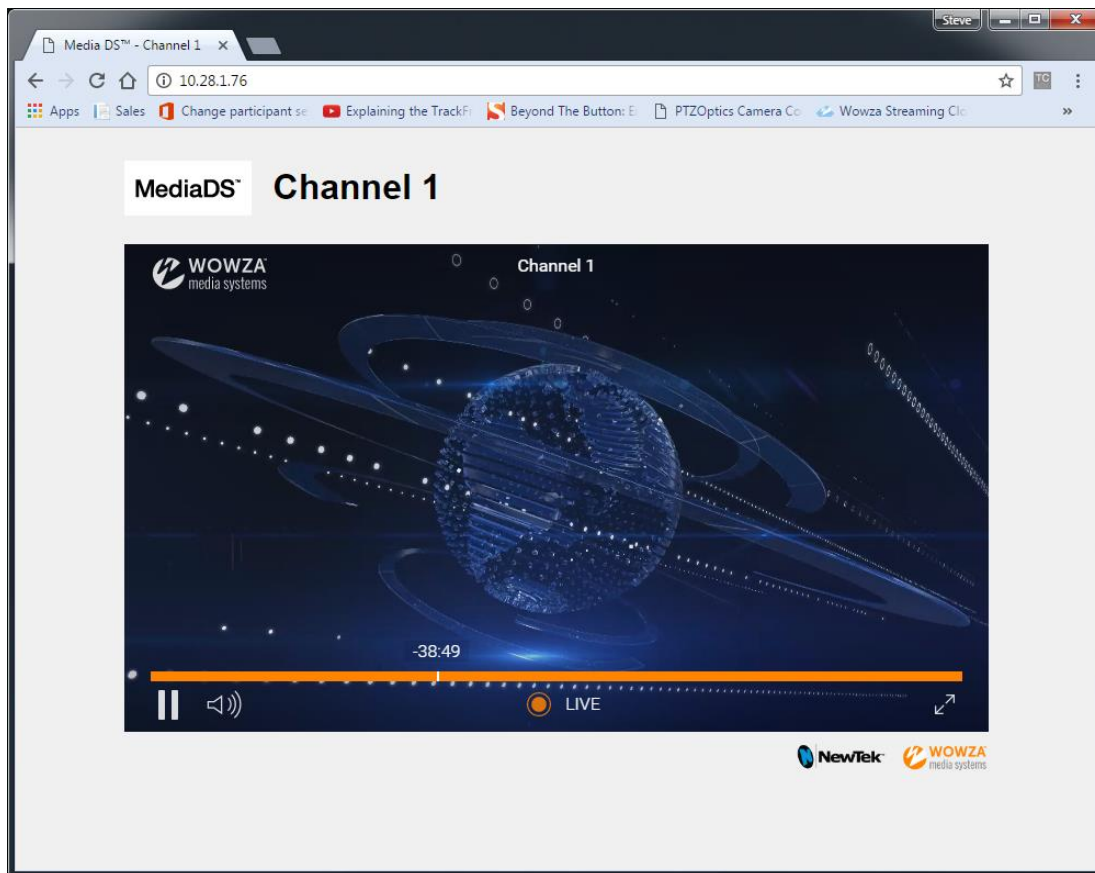 Steve
Media DS™ - Channel 1
10.28.1.76
TC
Apps Sales Change participant se Explaining the TrackFr Beyond The Button: E PTZOptics Camera Co Wowza Streaming Clo »
MediaDS™ Channel 1
WOWZA
media systems
Channel 1
-38:49
LIVE
NewTek™ WOWZA
media systems